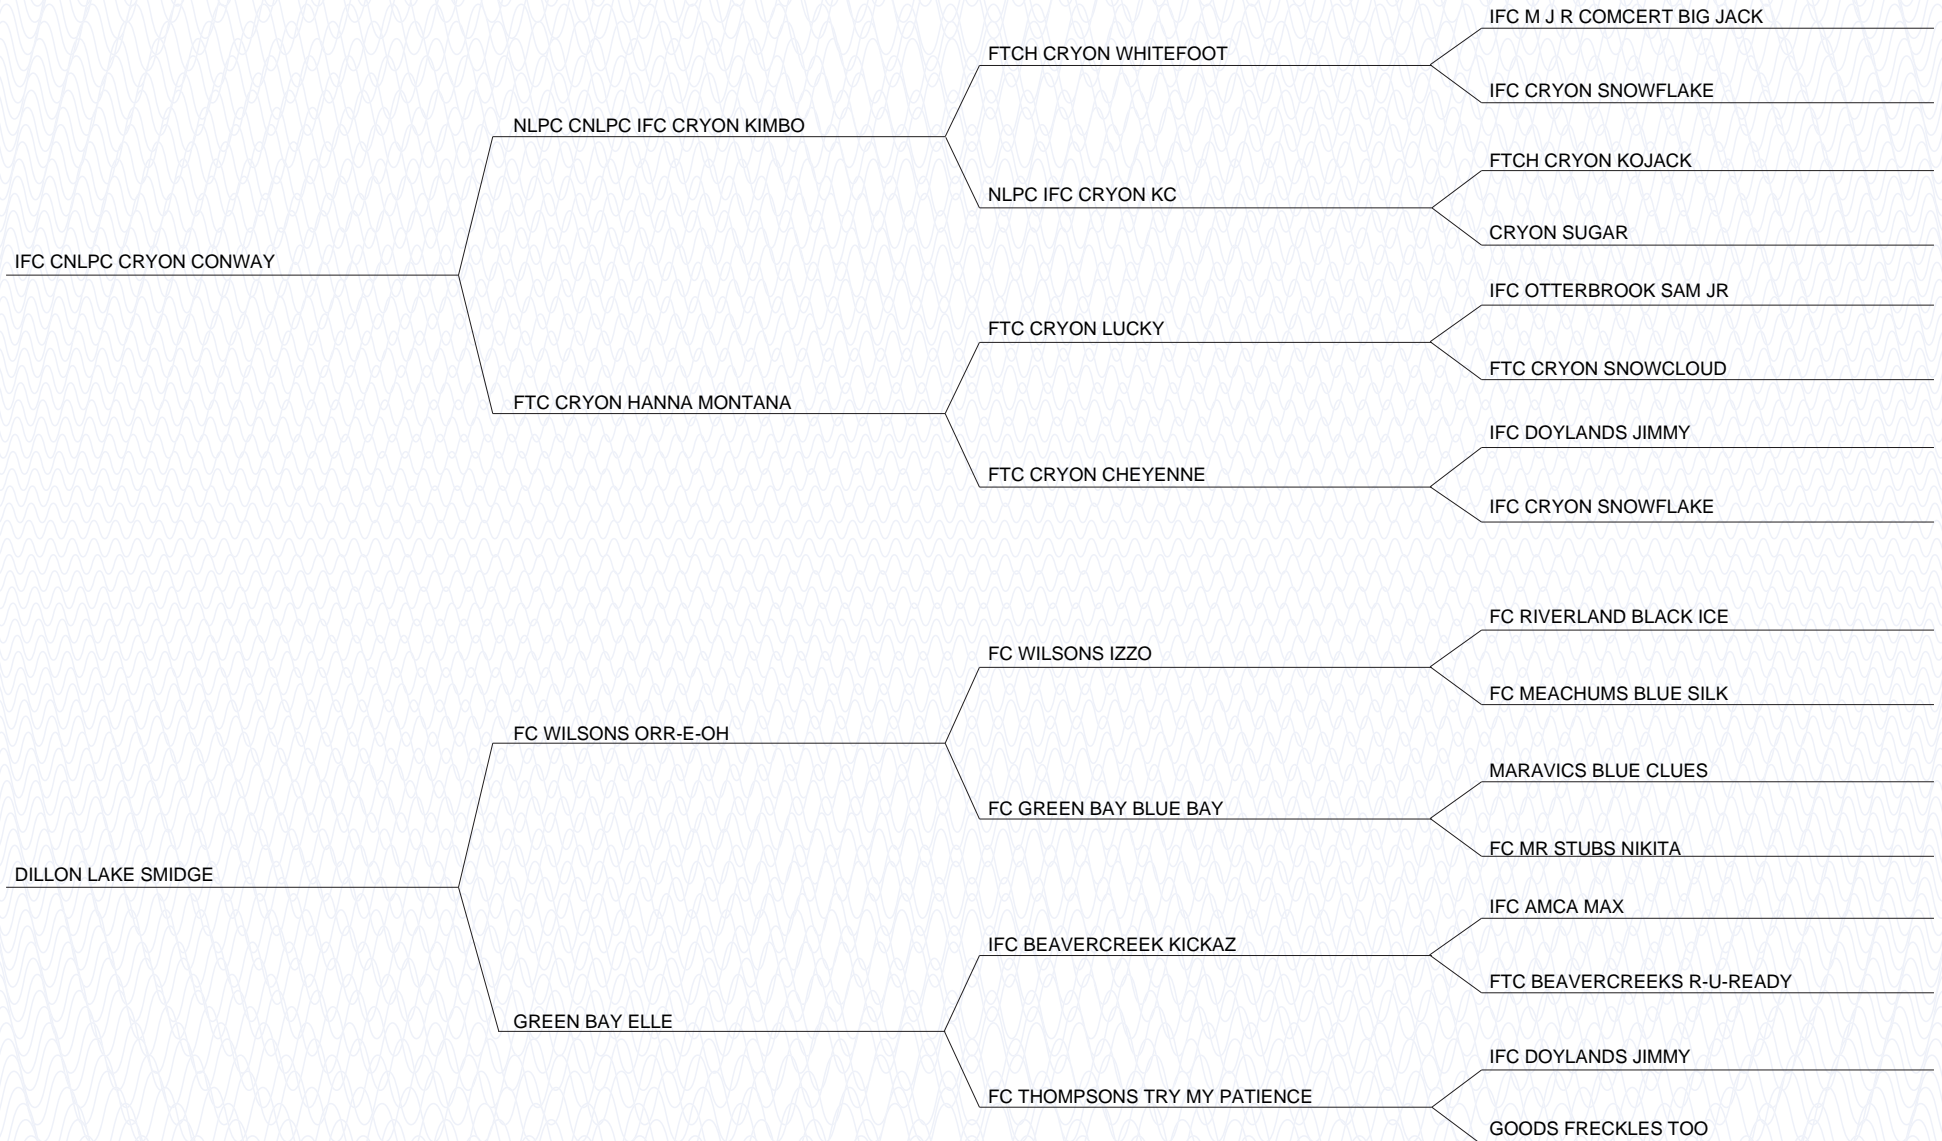 IFC M J R COMCERT BIG JACK
FTCH CRYON WHITEFOOT
IFC CRYON SNOWFLAKE
NLPC CNLPC IFC CRYON KIMBO
FTCH CRYON KOJACK
NLPC IFC CRYON KC
CRYON SUGAR
IFC CNLPC CRYON CONWAY
IFC OTTERBROOK SAM JR
FTC CRYON LUCKY
FTC CRYON SNOWCLOUD
FTC CRYON HANNA MONTANA
IFC DOYLANDS JIMMY
FTC CRYON CHEYENNE
IFC CRYON SNOWFLAKE
FC RIVERLAND BLACK ICE
FC WILSONS IZZO
FC MEACHUMS BLUE SILK
FC WILSONS ORR-E-OH
MARAVICS BLUE CLUES
FC GREEN BAY BLUE BAY
FC MR STUBS NIKITA
DILLON LAKE SMIDGE
IFC AMCA MAX
IFC BEAVERCREEK KICKAZ
FTC BEAVERCREEKS R-U-READY
GREEN BAY ELLE
IFC DOYLANDS JIMMY
FC THOMPSONS TRY MY PATIENCE
GOODS FRECKLES TOO